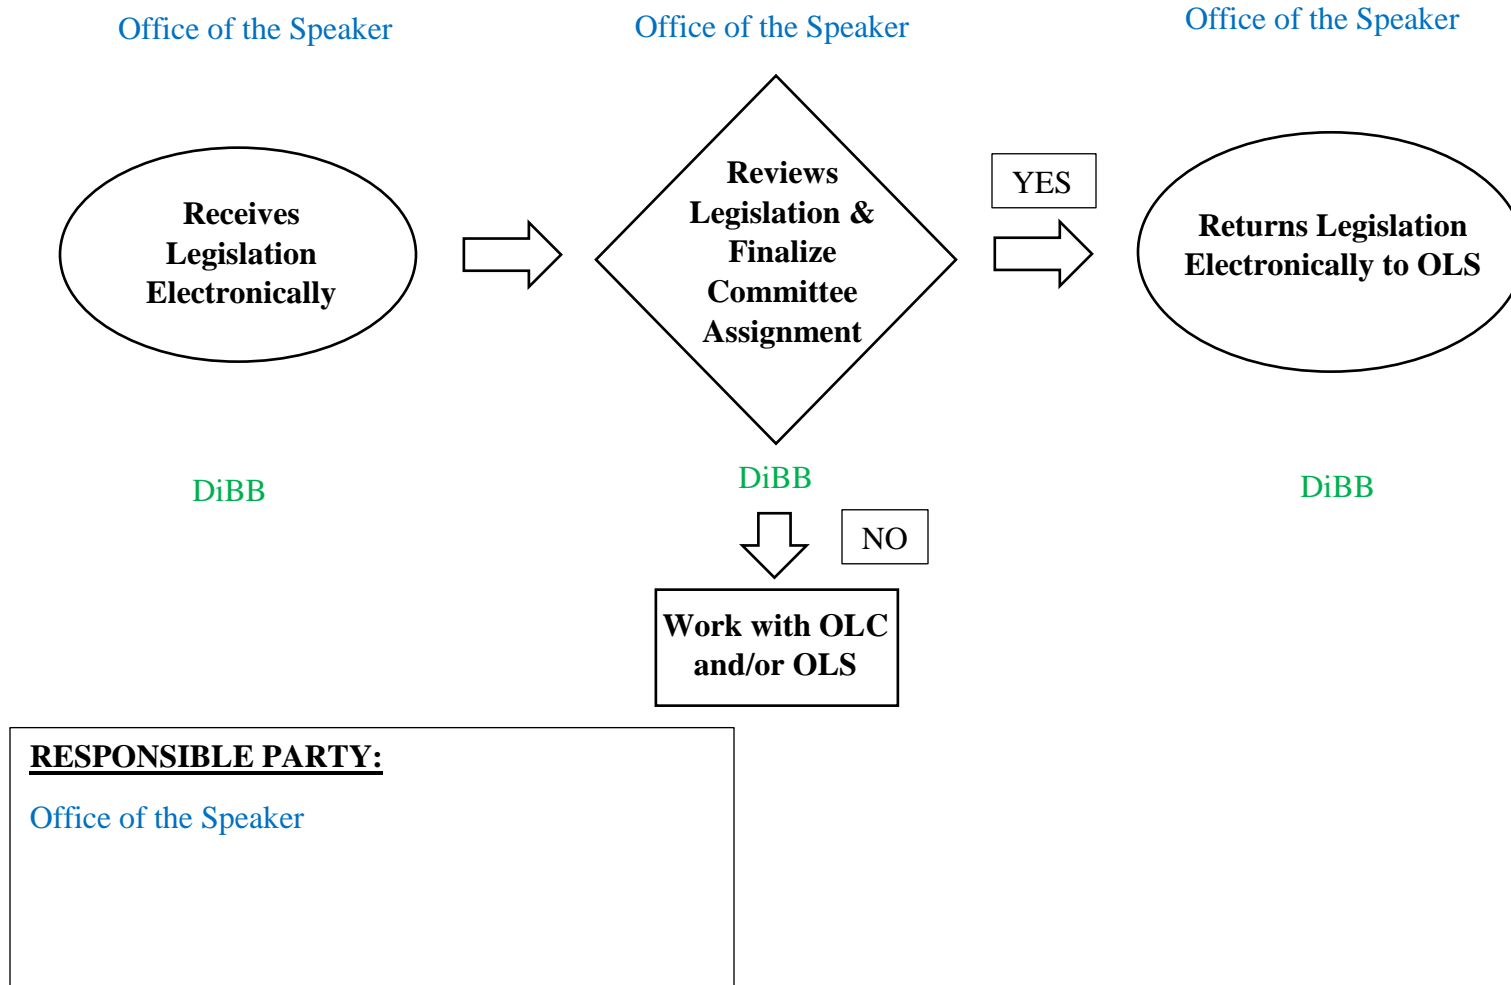 Office of the Speaker
Office of the Speaker
Office of the Speaker
Receives
Legislation
Electronically
Reviews
Legislation &
Finalize
Committee
Assignment
YES
Returns Legislation
Electronically to OLS
DiBB
DiBB
DiBB
NO
Work with OLC
and/or OLS
RESPONSIBLE PARTY:
Office of the Speaker